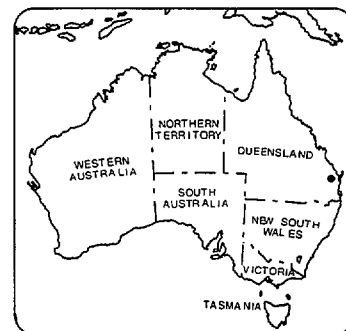 NORTHERN
TERRITORY
QUEENSLAND
WESTERN
AUSTRALIA
SOUTH
AUSTRALIA
NEW SOUTH
WALES
VICTORIA
TASMANIA